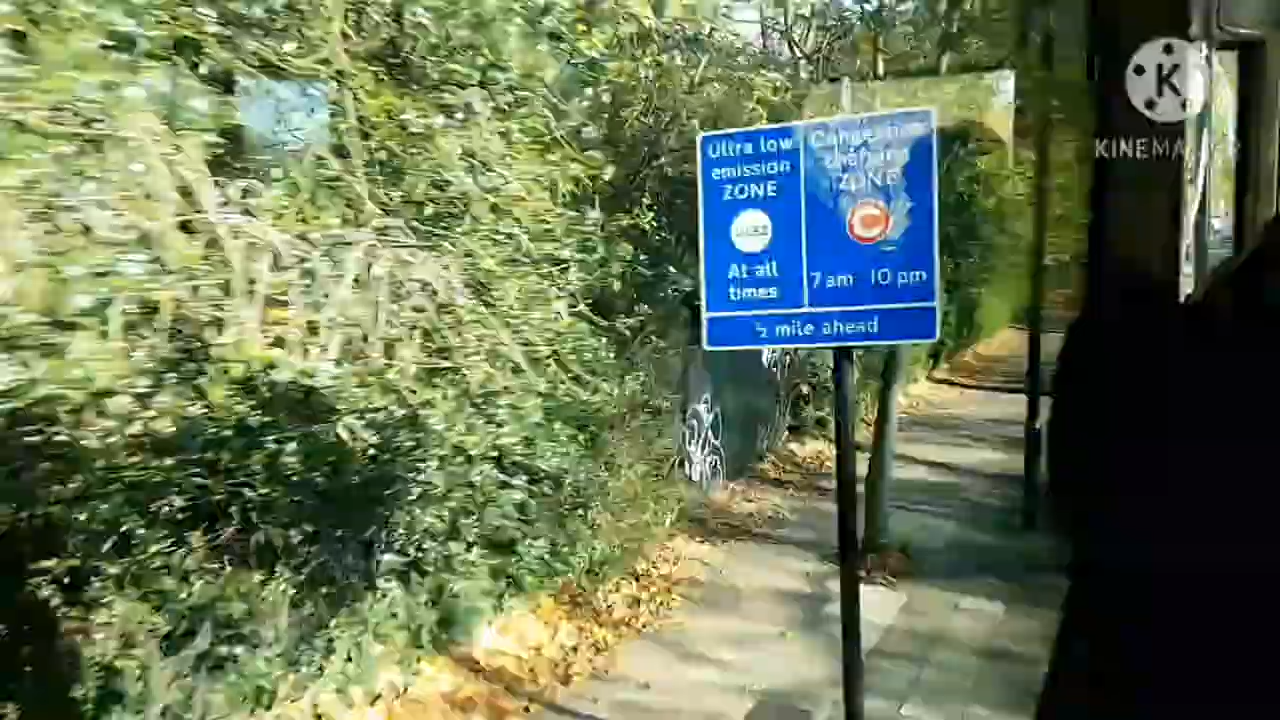 Ultra low
emission
ZONE
ULEZ
At all
times
Congestion
charging
ZONE
C
7 am 10 pm
½ mile ahead
K
KINEMA